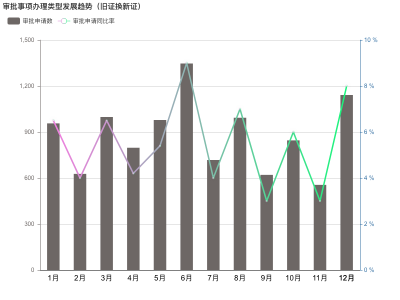 审批事项办理类型发展趋势（旧证换新证）
审批申请数 审批申请同比率
1,500 10 %
1,200 8 %
900 6 %
600 4 %
300 2 %
0 0 %
1月 2月 3月 4月 5月 6月 7月 8月 9月 10月 11月 12月